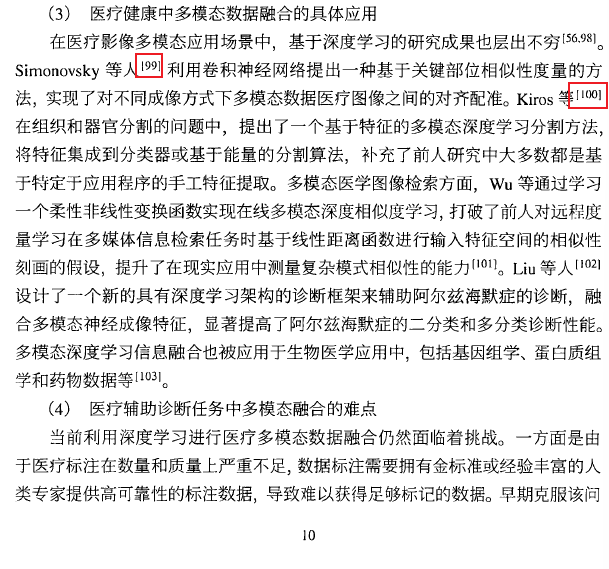 （3） 医疗健康中多模态数据融合的具体应用
在医疗影像多模态应用场景中，基于深度学习的研究成果也层出不穷[56,98]。
Simonovsky 等人[99]利用卷积神经网络提出一种基于关键部位相似性度量的方
法，实现了对不同成像方式下多模态数据医疗图像之间的对齐配准。Kiros 等[100]
在组织和器官分割的问题中，提出了一个基于特征的多模态深度学习分割方法，
将特征集成到分类器或基于能量的分割算法，补充了前人研究中大多数都是基
于特定于应用程序的手工特征提取。多模态医学图像检索方面，Wu 等通过学习
一个柔性非线性变换函数实现在线多模态深度相似度学习，打破了前人对远程度
量学习在多媒体信息检索任务时基于线性距离函数进行输入特征空间的相似性
刻画的假设，提升了在现实应用中测量复杂模式相似性的能力[101]。Liu 等人[102]
设计了一个新的具有深度学习架构的诊断框架来辅助阿尔兹海默症的诊断，融
合多模态神经成像特征，显著提高了阿尔兹海默症的二分类和多分类诊断性能。
多模态深度学习信息融合也被应用于生物医学应用中，包括基因组学、蛋白质组
学和药物数据等[103]。
（4） 医疗辅助诊断任务中多模态融合的难点
当前利用深度学习进行医疗多模态数据融合仍然面临着挑战。一方面是由
于医疗标注在数量和质量上严重不足，数据标注需要拥有金标准或经验丰富的人
类专家提供高可靠性的标注数据，导致难以获得足够标记的数据。早期克服该问
10